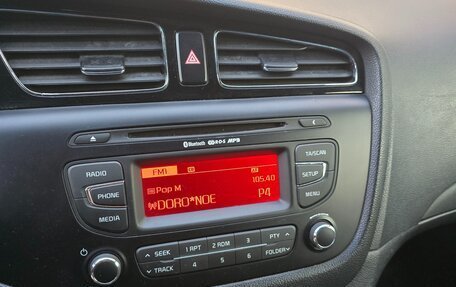 Bluetooth RDS MP3
RADIO
PHONE
MEDIA
FM1
105.40
Pop M
DORO*NOE P4
TA/SCAN
SETUP
MENU
SEEK 1 RPT 2 RDM 3 PTY
TRACK 4 5 6 FOLDER